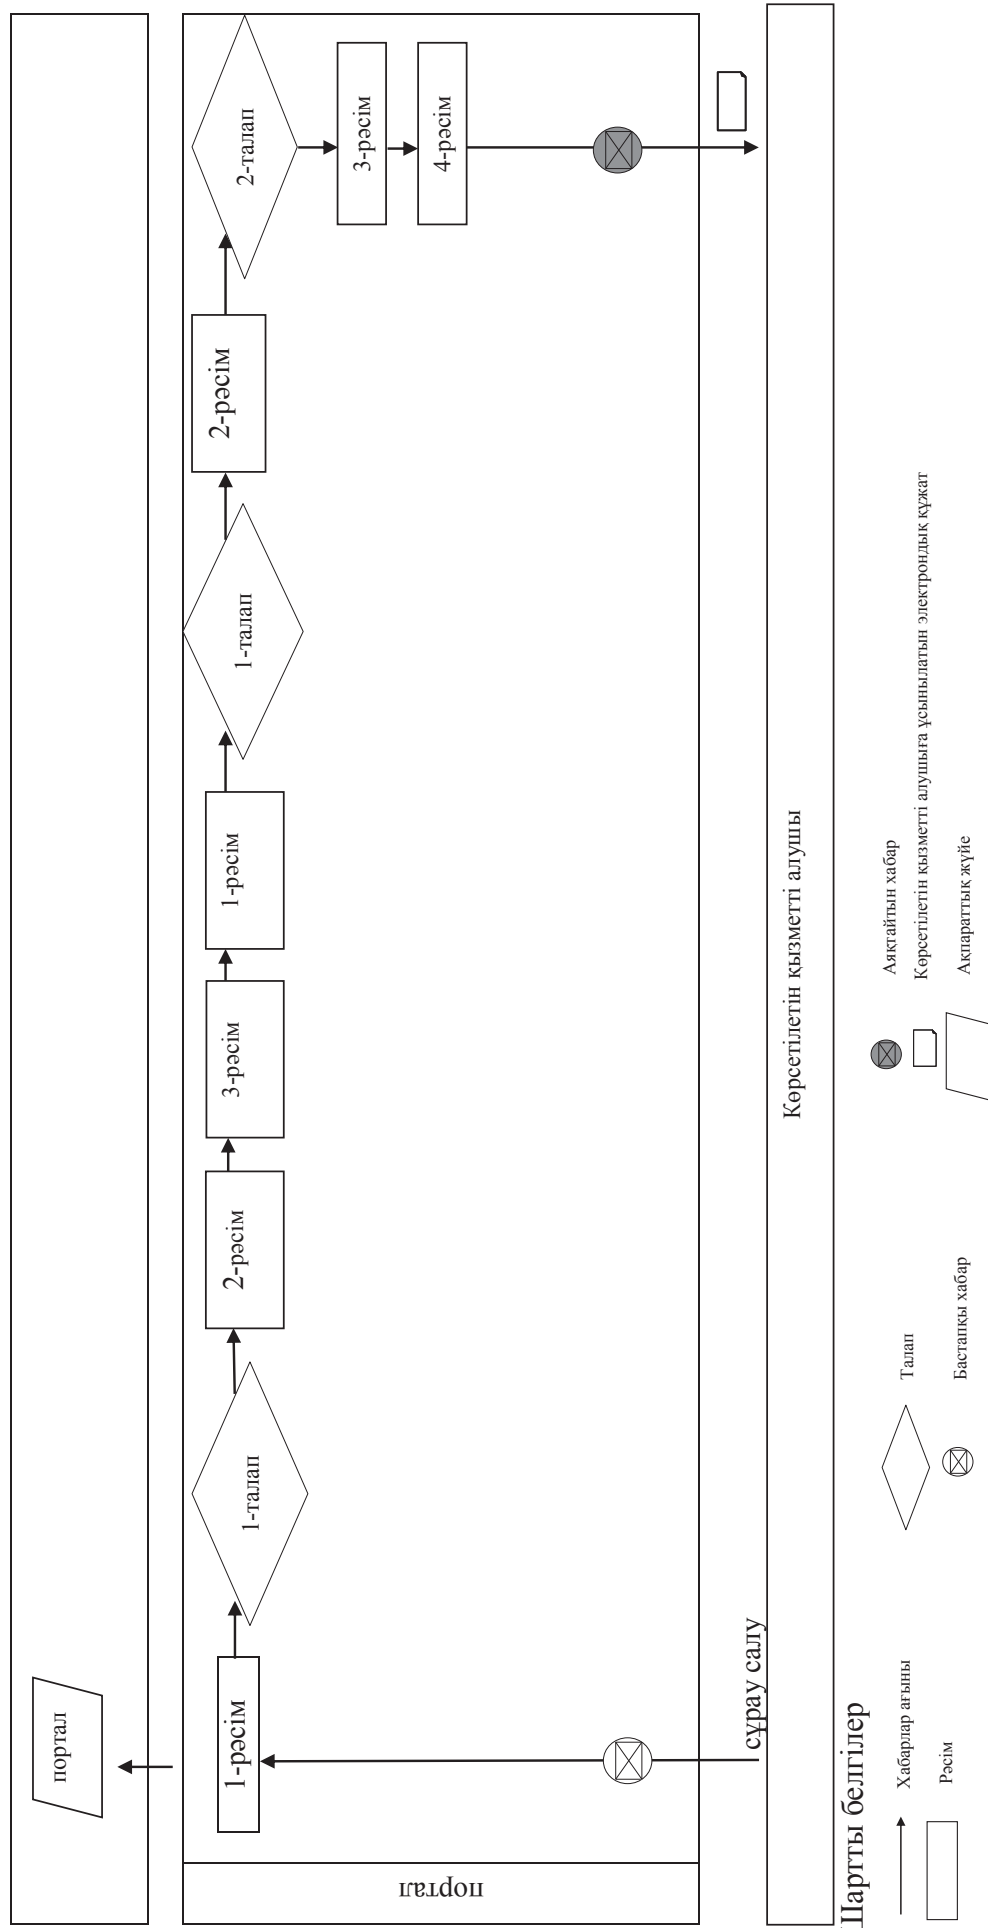 портал
портал
1-рәсім
1-талап
2-рәсім
3-рәсім
1-рәсім
1-талап
2-рәсім
2-талап
3-рәсім
4-рәсім
сұрау салу
Көрсетілетін қызметті алушы
Шартты белгілер
Хабарлар ағыны
Талап
Аяқтайтын хабар
Көрсетілетін қызметті алушыға ұсынылатын электрондық құжат
Рәсім
Бастапқы хабар
Ақпараттық жүйе